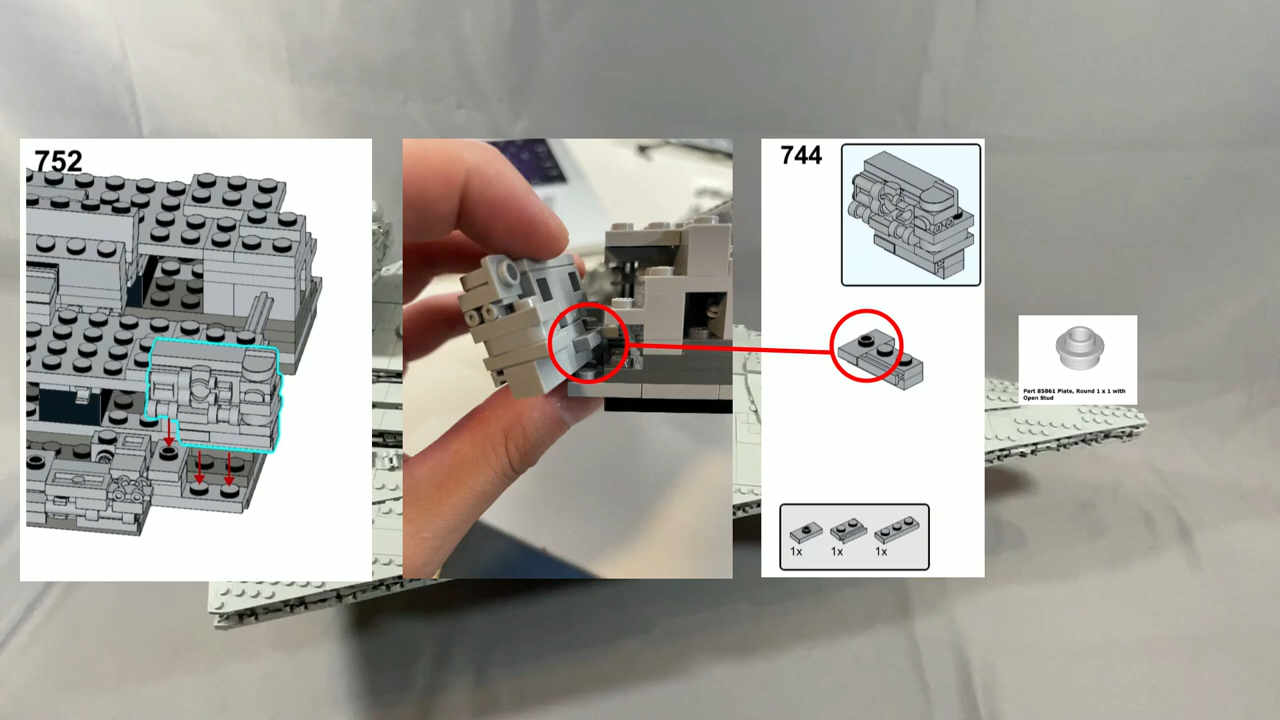 752
744
1x 1x 1x
Part 85861 Plate, Round 1 x 1 with
Open Stud